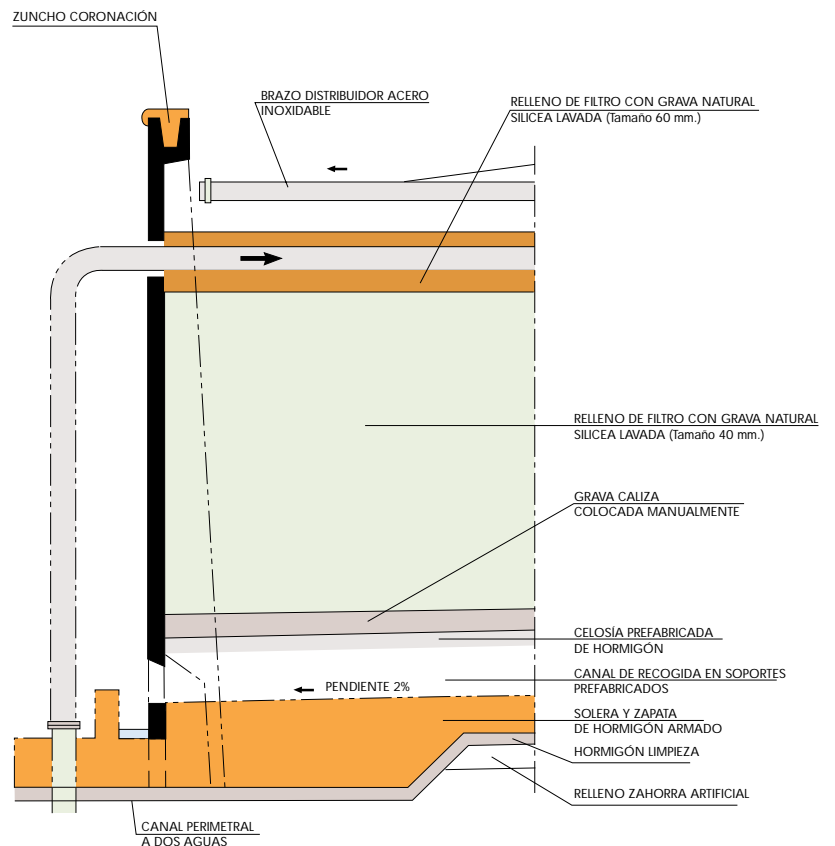 ZUNCHO CORONACIÓN
BRAZO DISTRIBUIDOR ACERO
INOXIDABLE
RELLENO DE FILTRO CON GRAVA NATURAL
SILICEA LAVADA (Tamaño 60 mm.)
RELLENO DE FILTRO CON GRAVA NATURAL
SILICEA LAVADA (Tamaño 40 mm.)
GRAVA CALIZA
COLOCADA MANUALMENTE
CELOSÍA PREFABRICADA
DE HORMIGÓN
CANAL DE RECOGIDA EN SOPORTES
PREFABRICADOS
PENDIENTE 2%
SOLERA Y ZAPATA
DE HORMIGÓN ARMADO
HORMIGÓN LIMPIEZA
RELLENO ZAHORRA ARTIFICIAL
CANAL PERIMETRAL
A DOS AGUAS